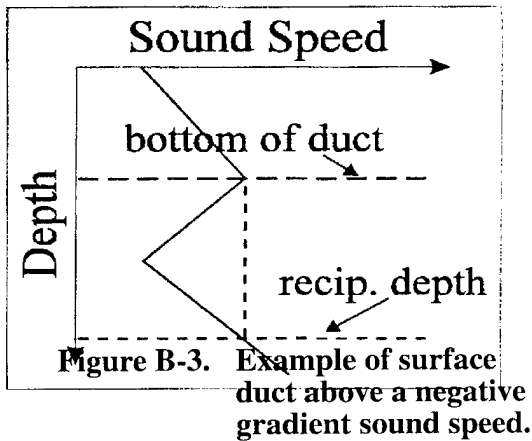 Sound Speed
bottom of duct
Depth
recip. depth
Figure B-3. Example of surface
duct above a negative
gradient sound speed.